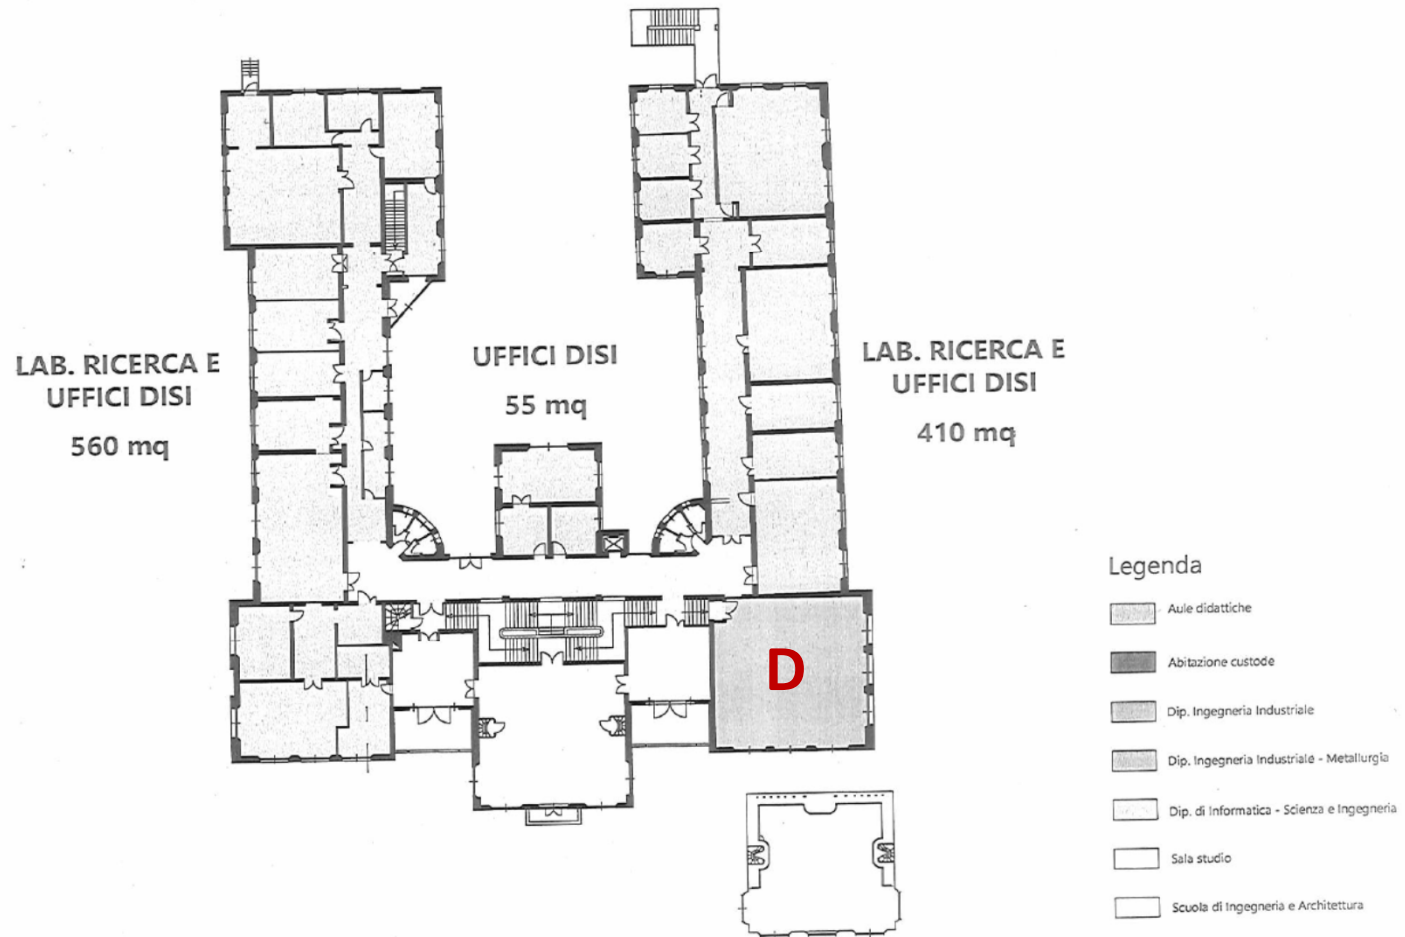 LAB. RICERCA E
UFFICI DISI
560 mq
UFFICI DISI
55 mq
LAB. RICERCA E
UFFICI DISI
410 mq
D
Legenda
Aule didattiche
Abitazione custode
Dip. Ingegneria Industriale
Dip. Ingegneria Industriale - Metallurgia
Dip. di Informatica - Scienza e Ingegneria
Sala studio
Scuola di Ingegneria e Architettura